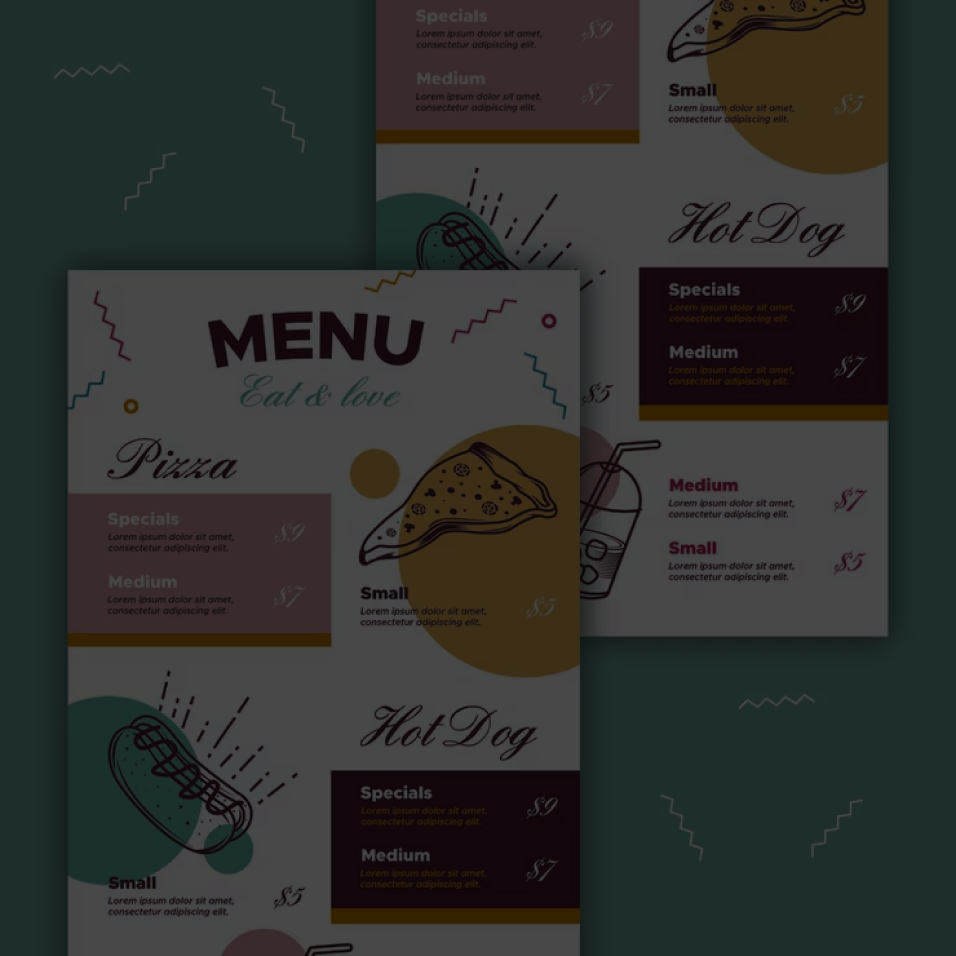 Specials
Lorem ipsum dolor sit amet,
consectetur adipiscing elit.
$9
Medium
Lorem ipsum dolor sit amet,
consectetur adipiscing elit.
$7
Small
Lorem ipsum dolor sit amet,
consectetur adipiscing elit.
$5
Hot Dog
Specials
Lorem ipsum dolor sit amet,
consectetur adipiscing elit.
$9
Medium
Lorem ipsum dolor sit amet,
consectetur adipiscing elit.
$7
$5
Medium
Lorem ipsum dolor sit amet,
consectetur adipiscing elit.
$7
Small
Lorem ipsum dolor sit amet,
consectetur adipiscing elit.
$5
MENU
Eat & love
Pizza
Specials
Lorem ipsum dolor sit amet,
consectetur adipiscing elit.
$9
Medium
Lorem ipsum dolor sit amet,
consectetur adipiscing elit.
$7
Small
Lorem ipsum dolor sit amet,
consectetur adipiscing elit.
$5
Hot Dog
Specials
Lorem ipsum dolor sit amet,
consectetur adipiscing elit.
$9
Medium
Lorem ipsum dolor sit amet,
consectetur adipiscing elit.
$7
Small
Lorem ipsum dolor sit amet,
consectetur adipiscing elit.
$5